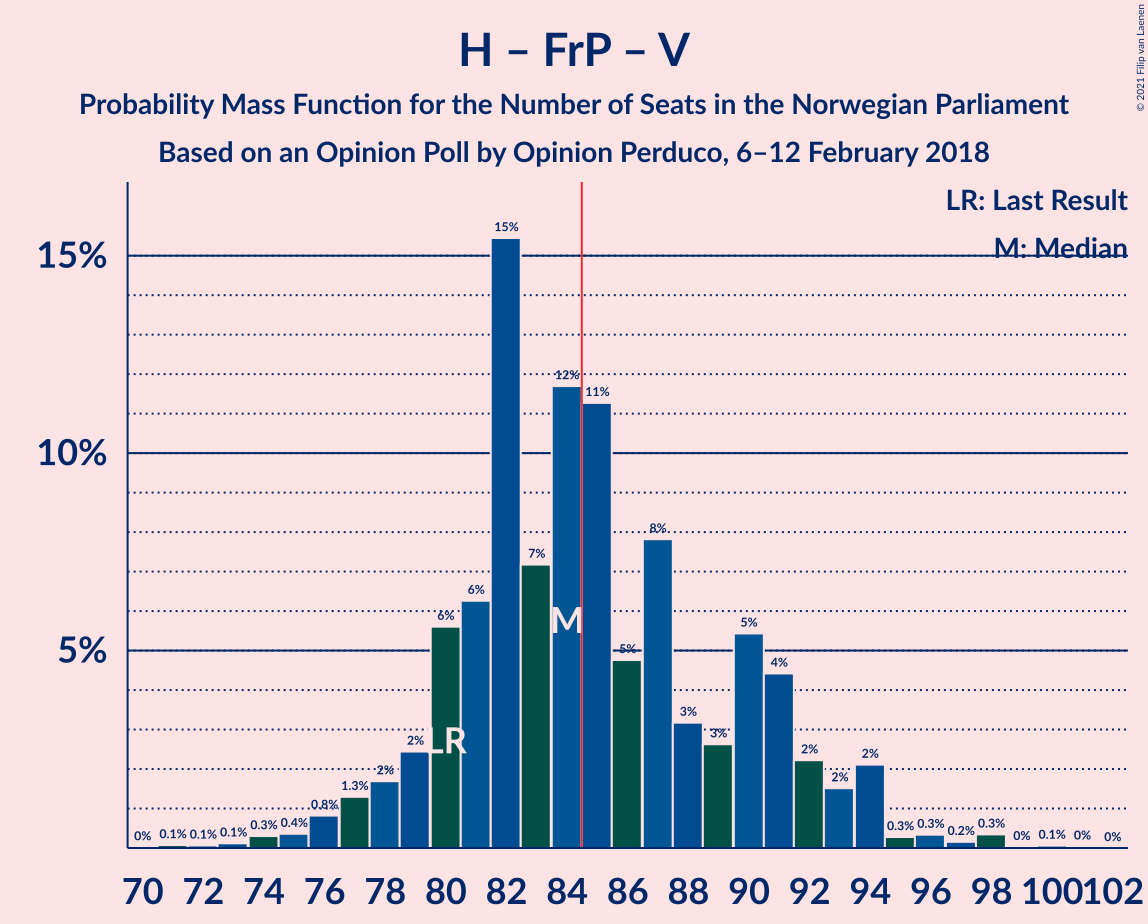 H – FrP – V
Probability Mass Function for the Number of Seats in the Norwegian Parliament
Based on an Opinion Poll by Opinion Perduco, 6–12 February 2018
© 2021 Filip van Laenen
LR: Last Result
M: Median
15%
10%
5%
0% 0.1% 0.1% 0.1% 0.3% 0.4% 0.8% 1.3% 2% 2% 6% 6% 15% 7% 12% 11% 5% 8% 3% 3% 5% 4% 2% 2% 2% 0.3% 0.3% 0.2% 0.3% 0% 0.1% 0% 0%
LR
M
70 72 74 76 78 80 82 84 86 88 90 92 94 96 98 100 102